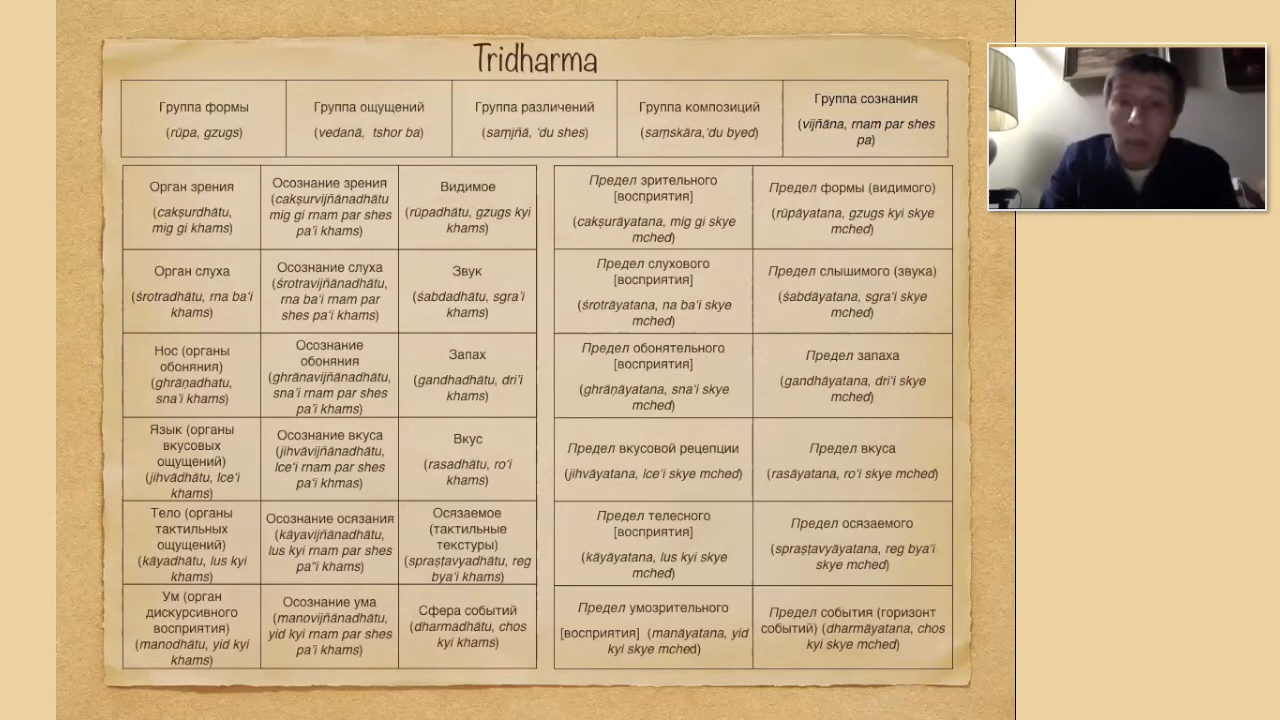 Tridharma
Группа формы
(rūpa, gzugs)
Группа ощущений
(vedanā, tshor ba)
Группа различений
(saṃjñā, 'du shes)
Группа композиций
(saṃskāra,'du byed)
Группа сознания
(vijñāna, rnam par shes
pa)
Орган зрения
(cakṣurdhātu,
mig gi khams)
Осознание зрения
(cakṣurvijñānadhātu
mig gi rnam par shes
pa'i khams)
Видимое
(rūpadhātu, gzugs kyi
khams)
Орган слуха
(śrotradhātu, rna ba'i
khams)
Осознание слуха
(śrotravijñānadhātu,
rna ba'i rnam par
shes pa'i khams)
Звук
(śabdadhātu, sgra'i
khams)
Нос (органы
обоняния)
(ghrāṇadhatu,
sna'i khams)
Осознание
обоняния
(ghrānavijñānadhātu,
sna'i rnam par shes
pa'i khams)
Запах
(gandhadhātu, dri'i
khams)
Язык (органы
вкусовых
ощущений)
(jihvādhātu, lce'i
khams)
Осознание вкуса
(jihvāvijñānadhātu,
lce'i rnam par shes
pa'i khmas)
Вкус
(rasadhātu, ro'i
khams)
Тело (органы
тактильных
ощущений)
(kāyadhātu, lus kyi
khams)
Осознание осязания
(kāyavijñānadhātu,
lus kyi rnam par shes
pa"i khams)
Осязаемое
(тактильные
текстуры)
(spraṣṭavyadhātu, reg
bya'i khams)
Ум (орган
дискурсивного
восприятия)
(manodhātu, yid kyi
khams)
Осознание ума
(manovijñānadhātu,
yid kyi rnam par shes
pa'i khams)
Сфера событий
(dharmadhātu, chos
kyi khams)
Предел зрительного
[восприятия]
(cakṣurāyatana, mig gi skye
mched)
Предел формы (видимого)
(rūpāyatana, gzugs kyi skye
mched)
Предел слухового
[восприятия]
(śrotrāyatana, na ba'i skye
mched)
Предел слышимого (звука)
(śabdāyatana, sgra'i skye
mched)
Предел обонятельного
[восприятия]
(ghrāṇāyatana, sna'i skye
mched)
Предел запаха
(gandhāyatana, dri'i skye
mched)
Предел вкусовой рецепции
(jihvāyatana, lce'i skye mched)
Предел вкуса
(rasāyatana, ro'i skye mched)
Предел телесного
[восприятия]
(kāyāyatana, lus kyi skye
mched)
Предел осязаемого
(spraṣṭavyāyatana, reg bya'i
skye mched)
Предел умозрительного
[восприятия] (manāyatana, yid
kyi skye mched)
Предел события (горизонт
событий) (dharmāyatana, chos
kyi skye mched)